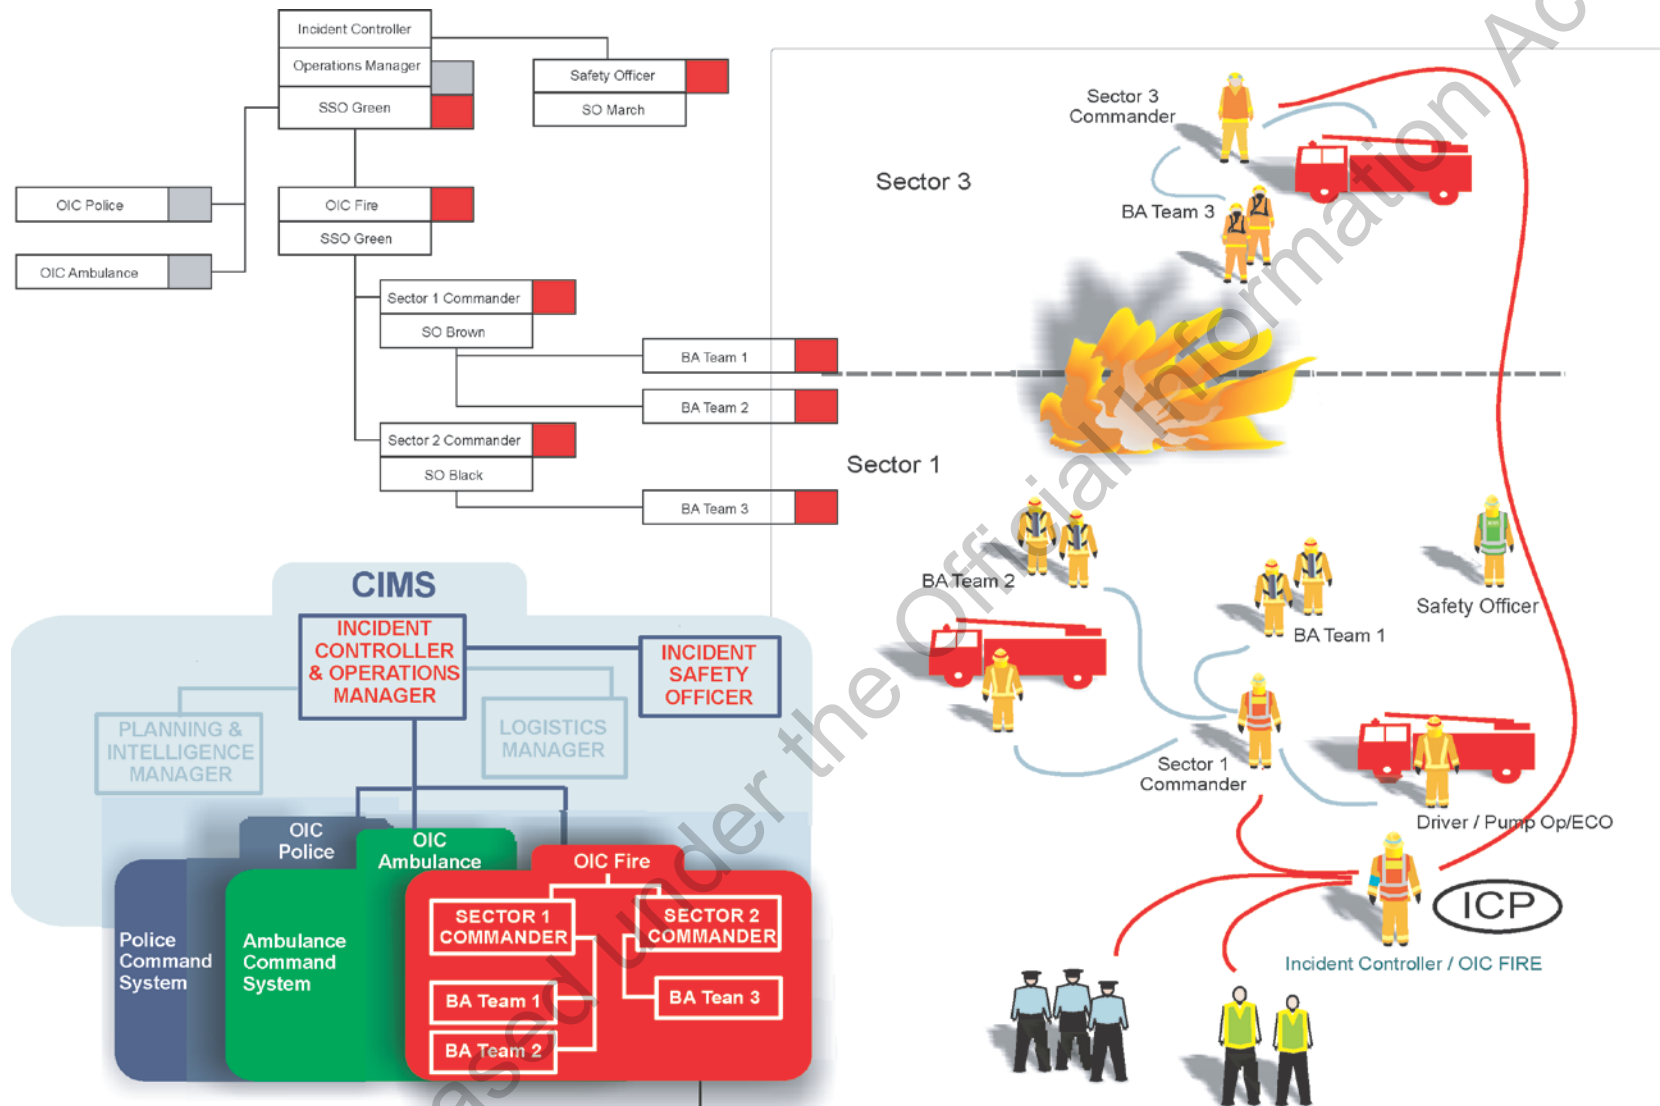 Incident Controller
Operations Manager
SSO Green
Safety Officer
SO March
OIC Police
OIC Ambulance
OIC Fire
SSO Green
Sector 1 Commander
SO Brown
BA Team 1
BA Team 2
Sector 2 Commander
SO Black
BA Team 3
Sector 3
Commander
Sector 3
BA Team 3
Sector 1
BA Team 2
BA Team 1
Safety Officer
Sector 1
Commander
Driver / Pump Op/ECO
ICP
Incident Controller / OIC FIRE
CIMS
INCIDENT
CONTROLLER
& OPERATIONS
MANAGER
INCIDENT
SAFETY
OFFICER
PLANNING &
INTELLIGENCE
MANAGER
LOGISTICS
MANAGER
OIC
Police
OIC
Ambulance
OIC Fire
Police
Command
System
Ambulance
Command
System
SECTOR 1
COMMANDER
SECTOR 2
COMMANDER
BA Team 1
BA Tean 3
BA Team 2
under the Official Information